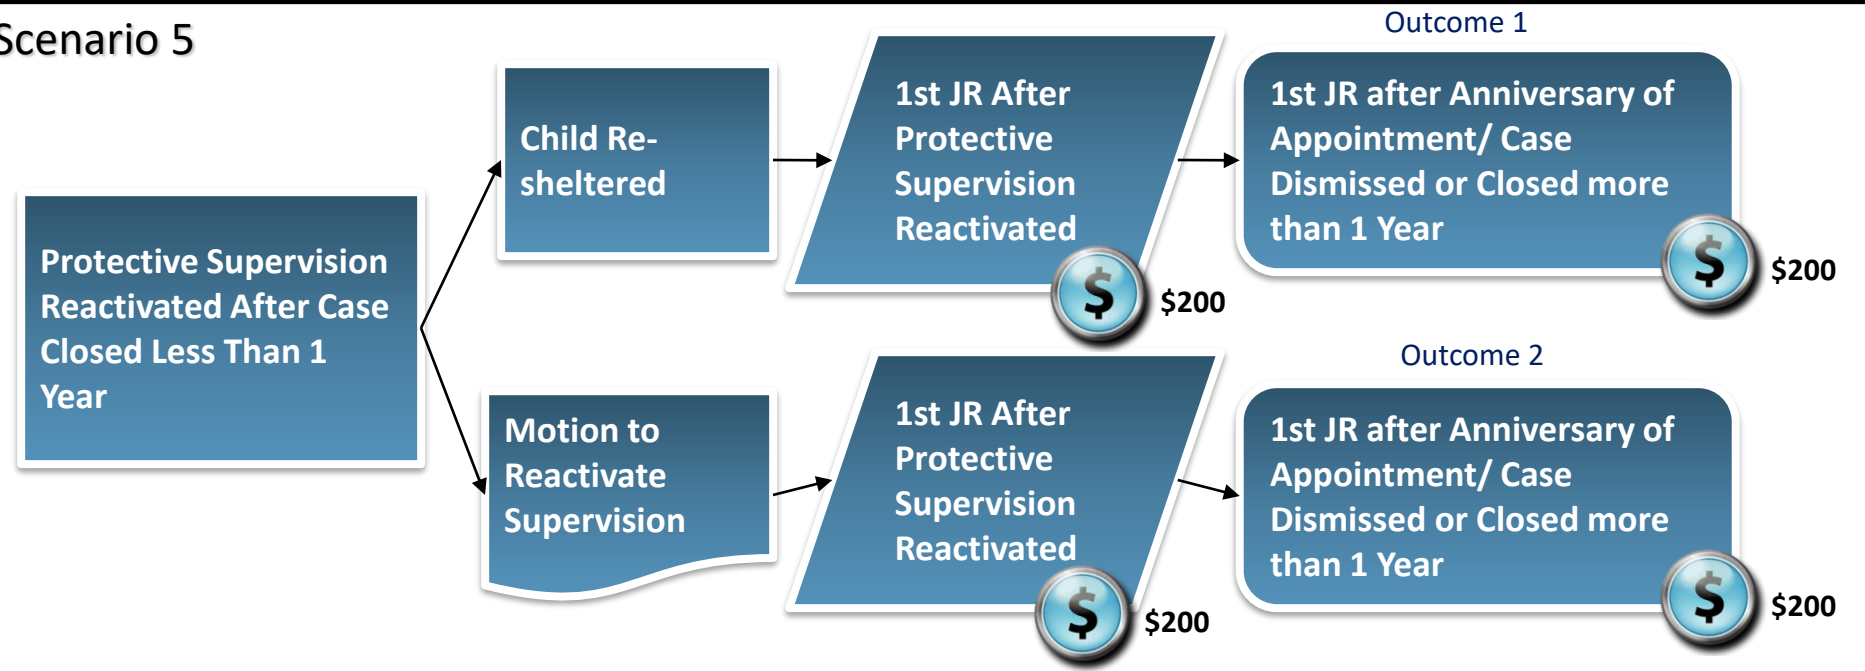 Scenario 5
Protective Supervision
Reactivated After Case
Closed Less Than 1
Year
Child Re-
sheltered
1st JR After
Protective
Supervision
Reactivated
$
$200
Outcome 1
1st JR after Anniversary of
Appointment/ Case
Dismissed or Closed more
than 1 Year
$
$200
Motion to
Reactivate
Supervision
1st JR After
Protective
Supervision
Reactivated
$
$200
Outcome 2
1st JR after Anniversary of
Appointment/ Case
Dismissed or Closed more
than 1 Year
$
$200